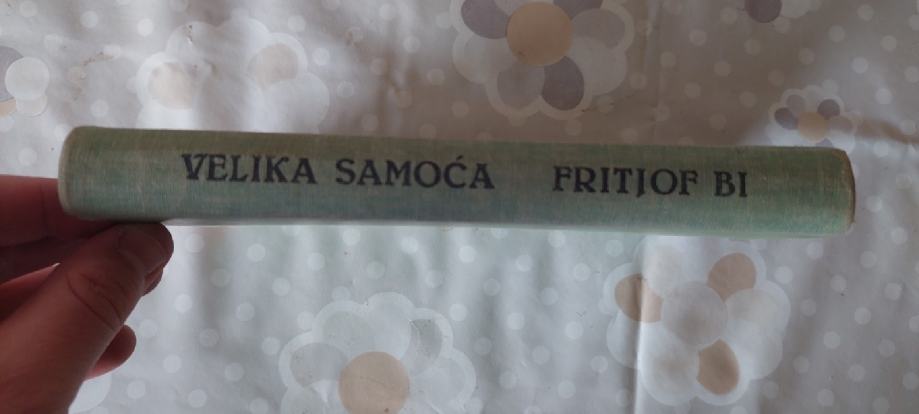 VELIKA SAMOĆA FRITJOF BI